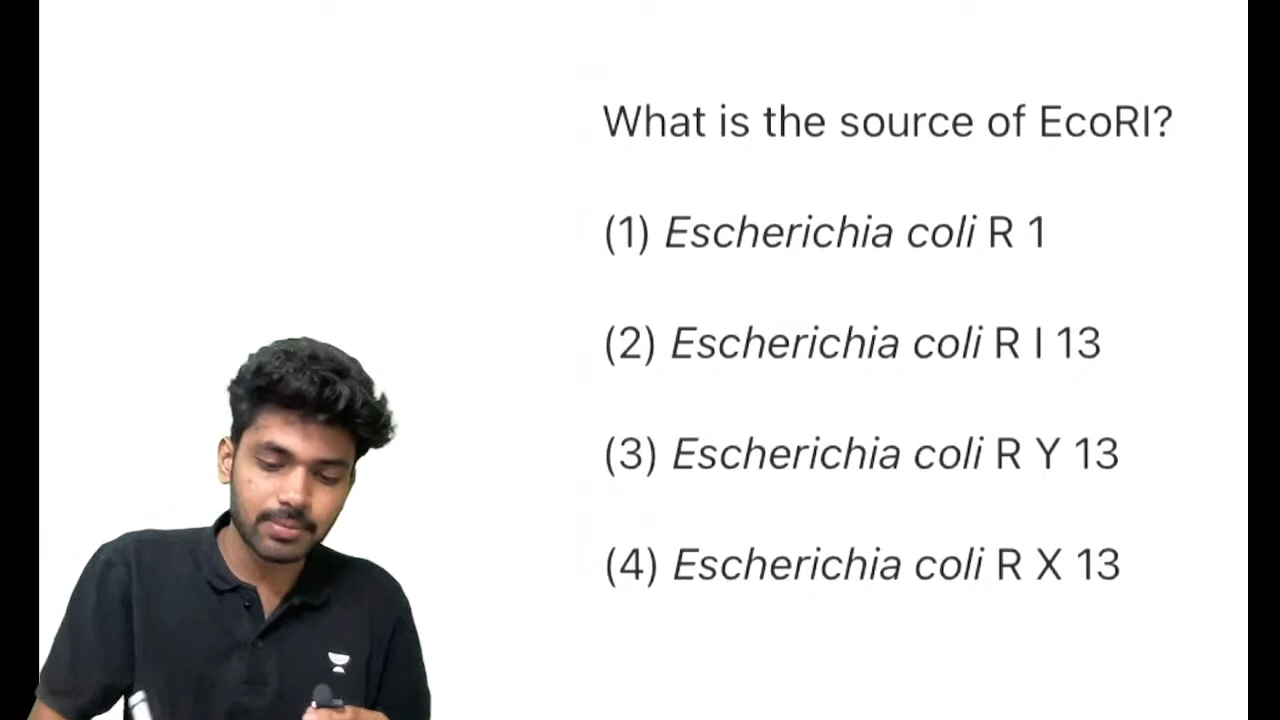 What is the source of EcoRI?
(1) Escherichia coli R 1
(2) Escherichia coli R I 13
(3) Escherichia coli R Y 13
(4) Escherichia coli R X 13